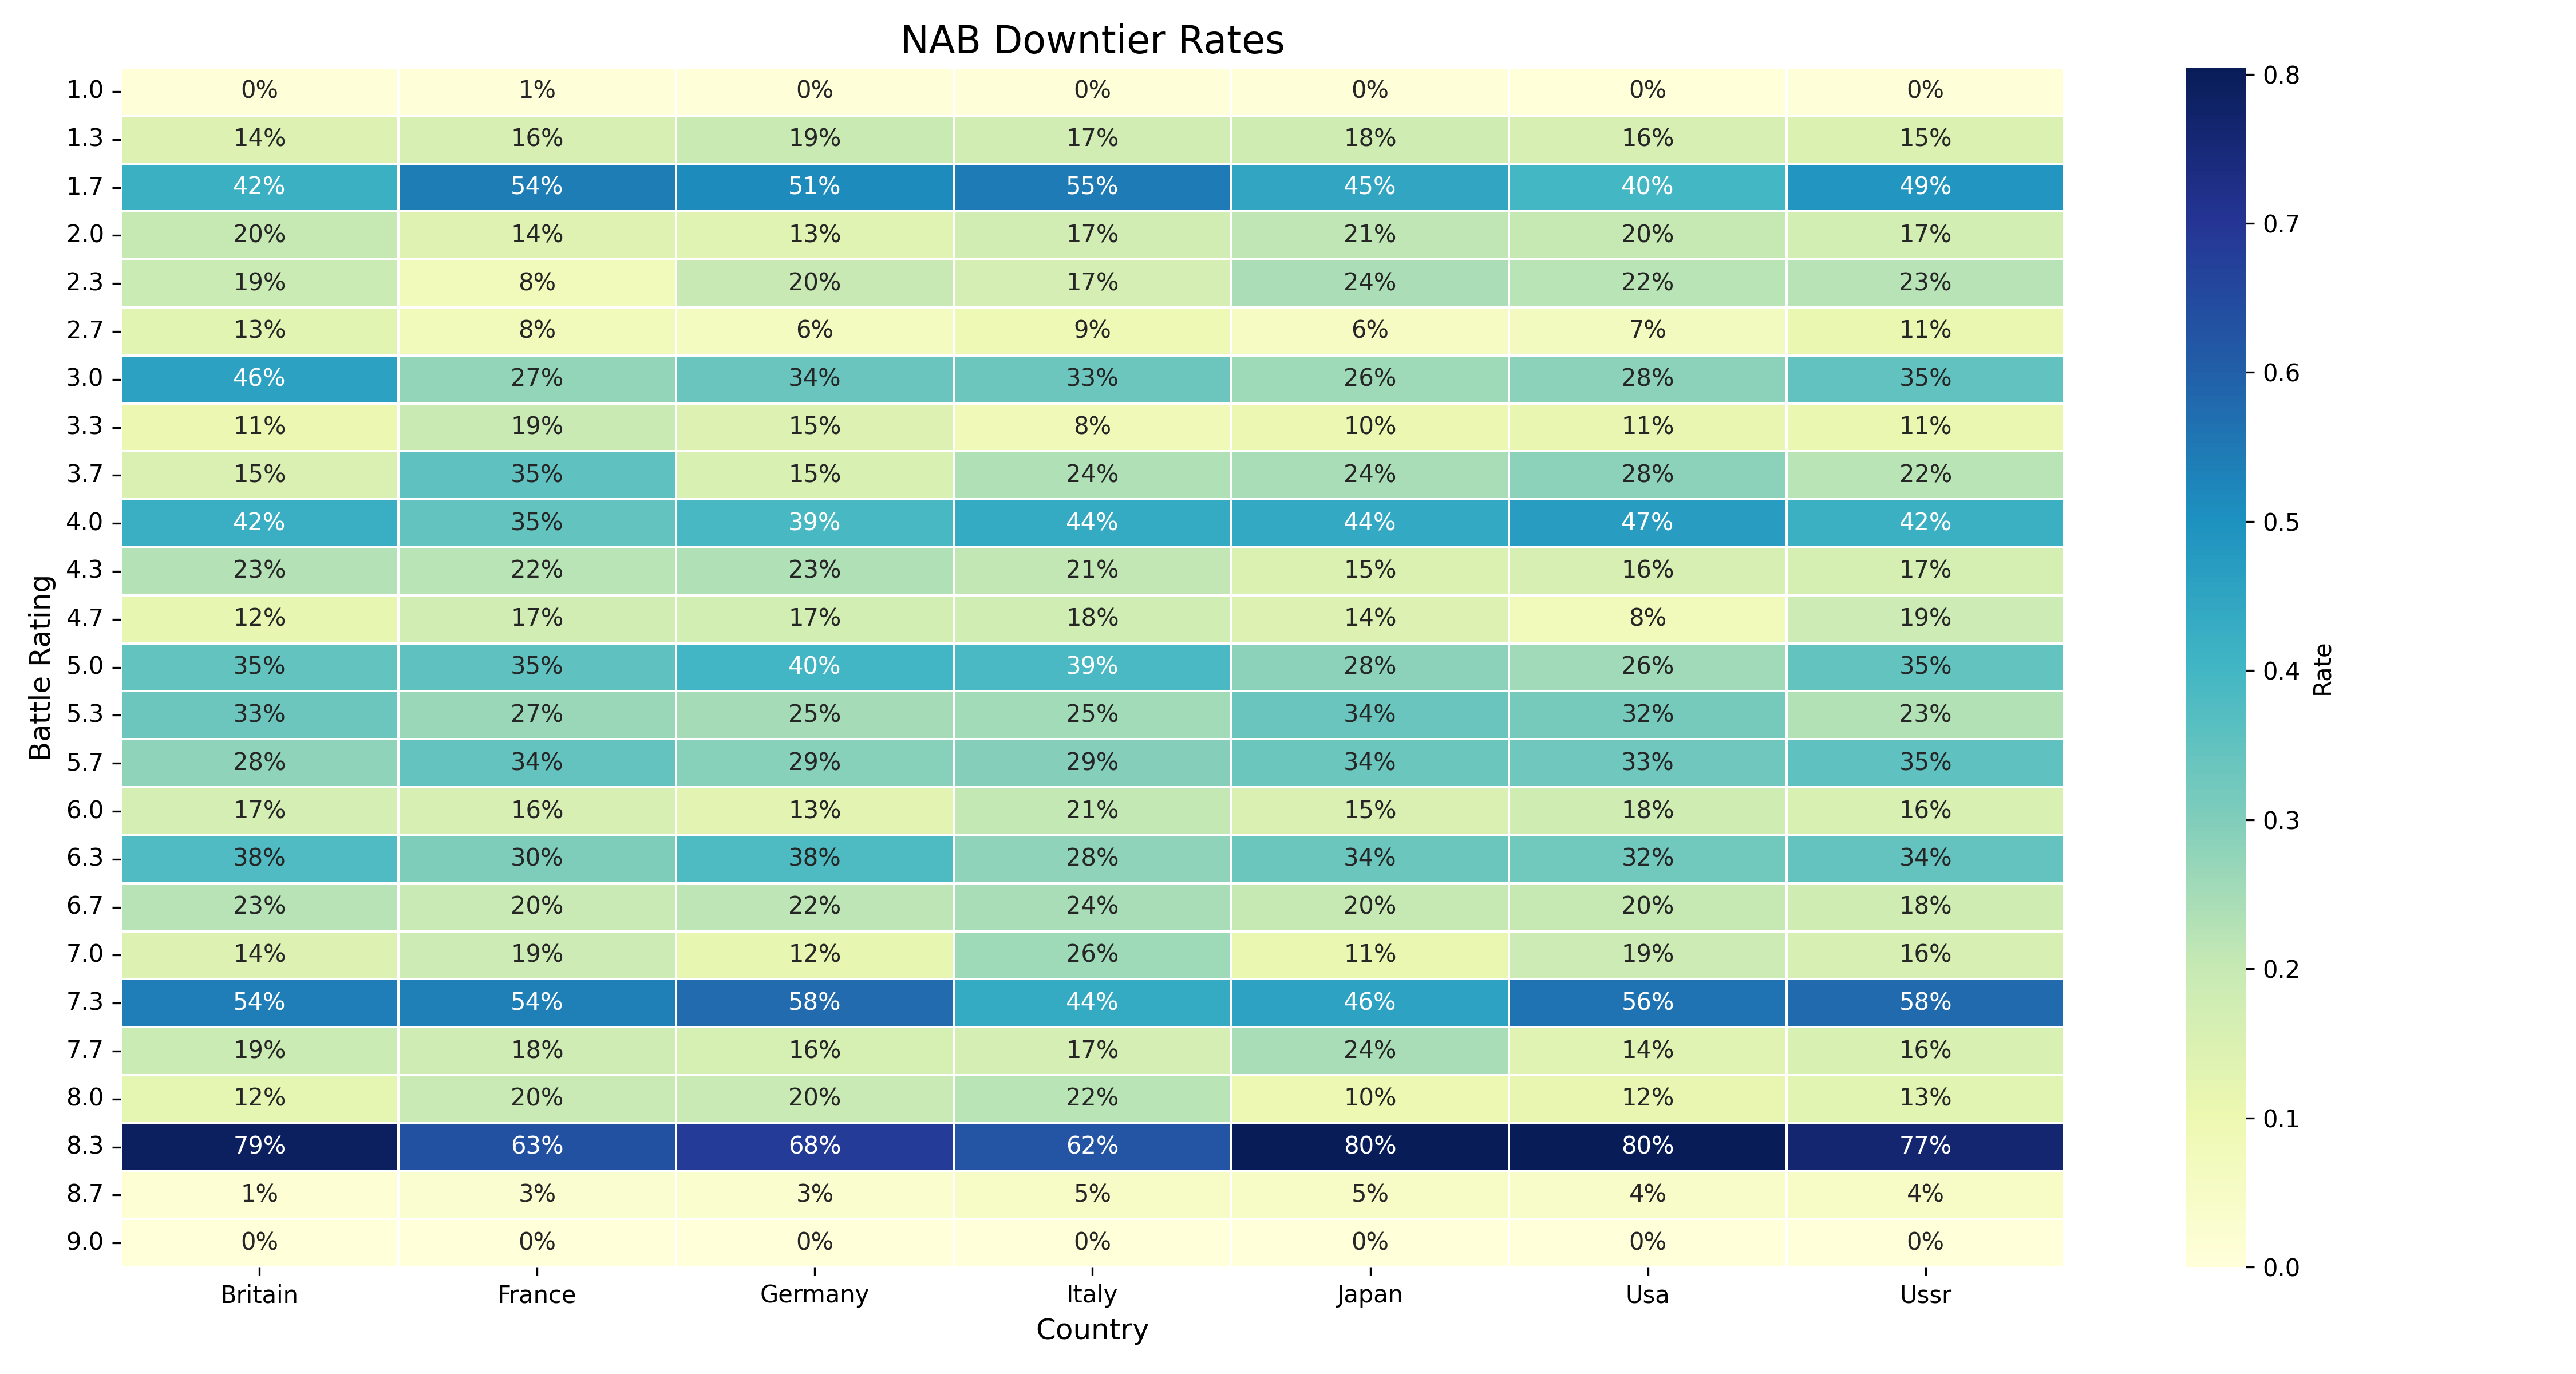 NAB Downtier Rates
1.0 0% 1% 0% 0% 0% 0% 0% 0.8
1.3 14% 16% 19% 17% 18% 16% 15%
1.7 42% 54% 51% 55% 45% 40% 49%
2.0 20% 14% 13% 17% 21% 20% 17% 0.7
2.3 19% 8% 20% 17% 24% 22% 23%
2.7 13% 8% 6% 9% 6% 7% 11%
3.0 46% 27% 34% 33% 26% 28% 35% 0.6
3.3 11% 19% 15% 8% 10% 11% 11%
3.7 15% 35% 15% 24% 24% 28% 22%
4.0 42% 35% 39% 44% 44% 47% 42% 0.5
4.3 23% 22% 23% 21% 15% 16% 17%
4.7 12% 17% 17% 18% 14% 8% 19%
Battle Rating
5.0 35% 35% 40% 39% 28% 26% 35% 0.4
Rate
5.3 33% 27% 25% 25% 34% 32% 23%
5.7 28% 34% 29% 29% 34% 33% 35%
6.0 17% 16% 13% 21% 15% 18% 16% 0.3
6.3 38% 30% 38% 28% 34% 32% 34%
6.7 23% 20% 22% 24% 20% 20% 18%
7.0 14% 19% 12% 26% 11% 19% 16% 0.2
7.3 54% 54% 58% 44% 46% 56% 58%
7.7 19% 18% 16% 17% 24% 14% 16%
8.0 12% 20% 20% 22% 10% 12% 13% 0.1
8.3 79% 63% 68% 62% 80% 80% 77%
8.7 1% 3% 3% 5% 5% 4% 4%
9.0 0% 0% 0% 0% 0% 0% 0% 0.0
Britain France Germany Italy Japan Usa Ussr
Country